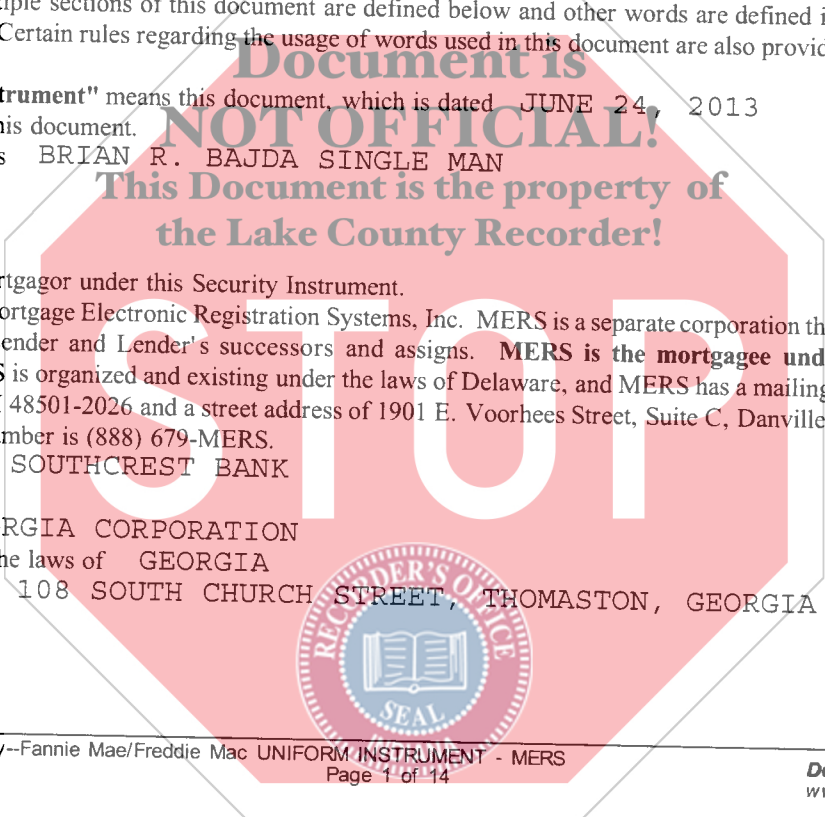 tiple sections of this document are defined below and other words are defined i
Certain rules regarding the usage of words used in this document are also provid
Document is
trument" means this document, which is dated JUNE 24, 2013
NOT OFFICIAL!
his document.
s BRIAN R. BAJDA SINGLE MAN
This Document is the property of
the Lake County Recorder!
rtgagor under this Security Instrument.
ortgage Electronic Registration Systems, Inc. MERS is a separate corporation th
ender and Lender's successors and assigns. MERS is the mortgagee und
S is organized and existing under the laws of Delaware, and MERS has a mailing
48501-2026 and a street address of 1901 E. Voorhees Street, Suite C, Danville
mber is (888) 679-MERS.
STOP
SOUTHCREST BANK
RGIA CORPORATION
he laws of GEORGIA
108 SOUTH CHURCH STREET, THOMASTON, GEORGIA
RECORDER'S OFFICE
SEAL
y--Fannie Mae/Freddie Mac UNIFORM INSTRUMENT - MERS
Page 1 of 14
Do
ww